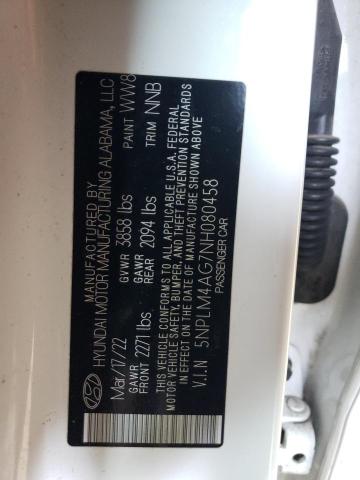 MANUFACTURED BY
HYUNDAI MOTOR MANUFACTURING ALABAMA, LLC
Mar/17/22 GVWR 3858 lbs PAINT WW8
GAWR FRONT 2271 lbs GAWR REAR 2094 lbs TRIM NNB
THIS VEHICLE CONFORMS TO ALL APPLICABLE U.S.A. FEDERAL
MOTOR VEHICLE SAFETY, BUMPER, AND THEFT PREVENTION STANDARDS
IN EFFECT ON THE DATE OF MANUFACTURE SHOWN ABOVE
V.I.N 5NPLM4AG7NH080458
PASSENGER CAR